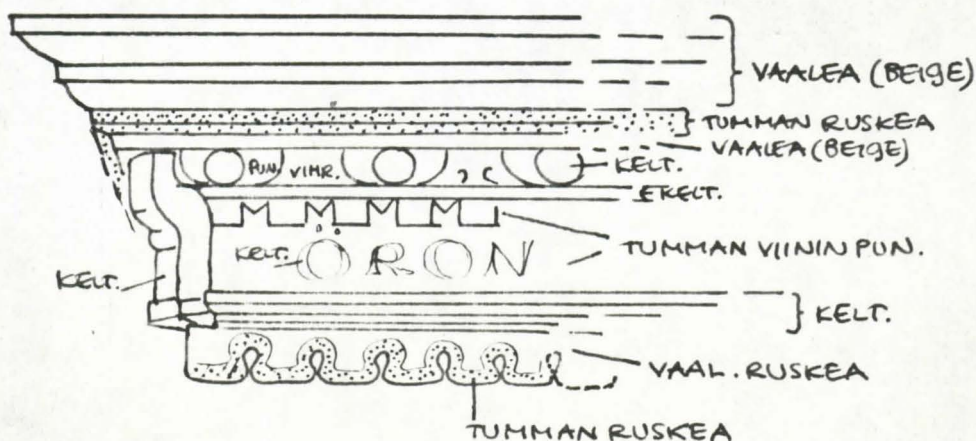 VAALEA (BEIGE)
TUMMAN RUSKEA
VAALEA (BEIGE)
PUN. VIHR.
KELT.
KELT.
TUMMAN VIININ PUN.
KELT.
ÖRON
KELT.
KELT.
VAAL. RUSKEA
TUMMAN RUSKEA